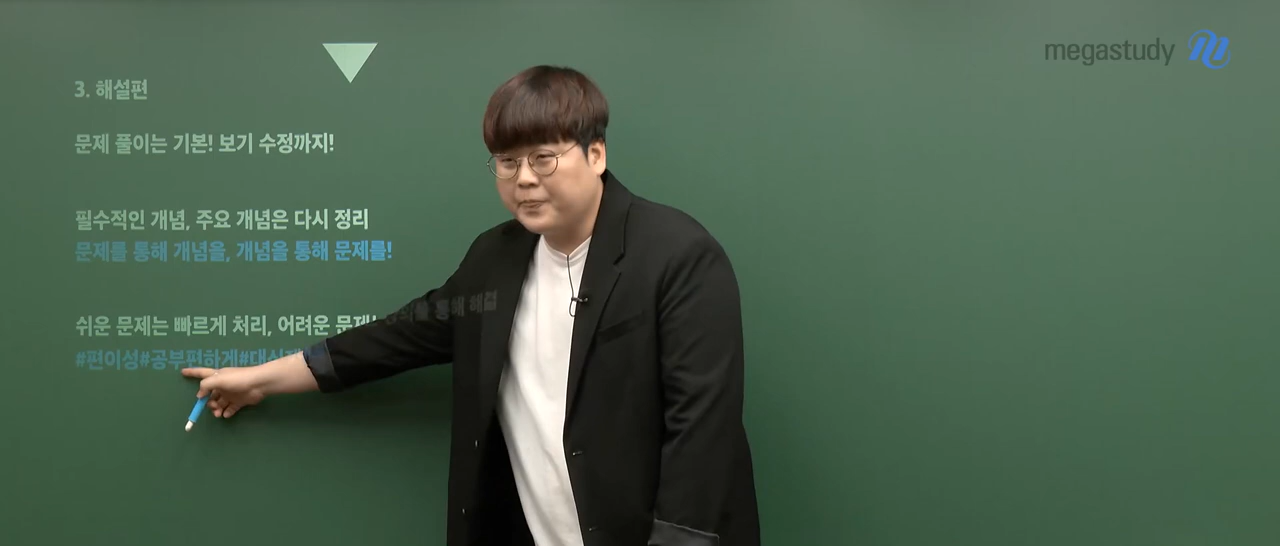 megastudy
3. 해설편
문제 풀이는 기본! 보기 수정까지!
필수적인 개념, 주요 개념은 다시 정리
문제를 통해 개념을, 개념을 통해 문제를!
쉬운 문제는 빠르게 처리, 어려운 문제! 통해 해결
#편이성#공부편하게